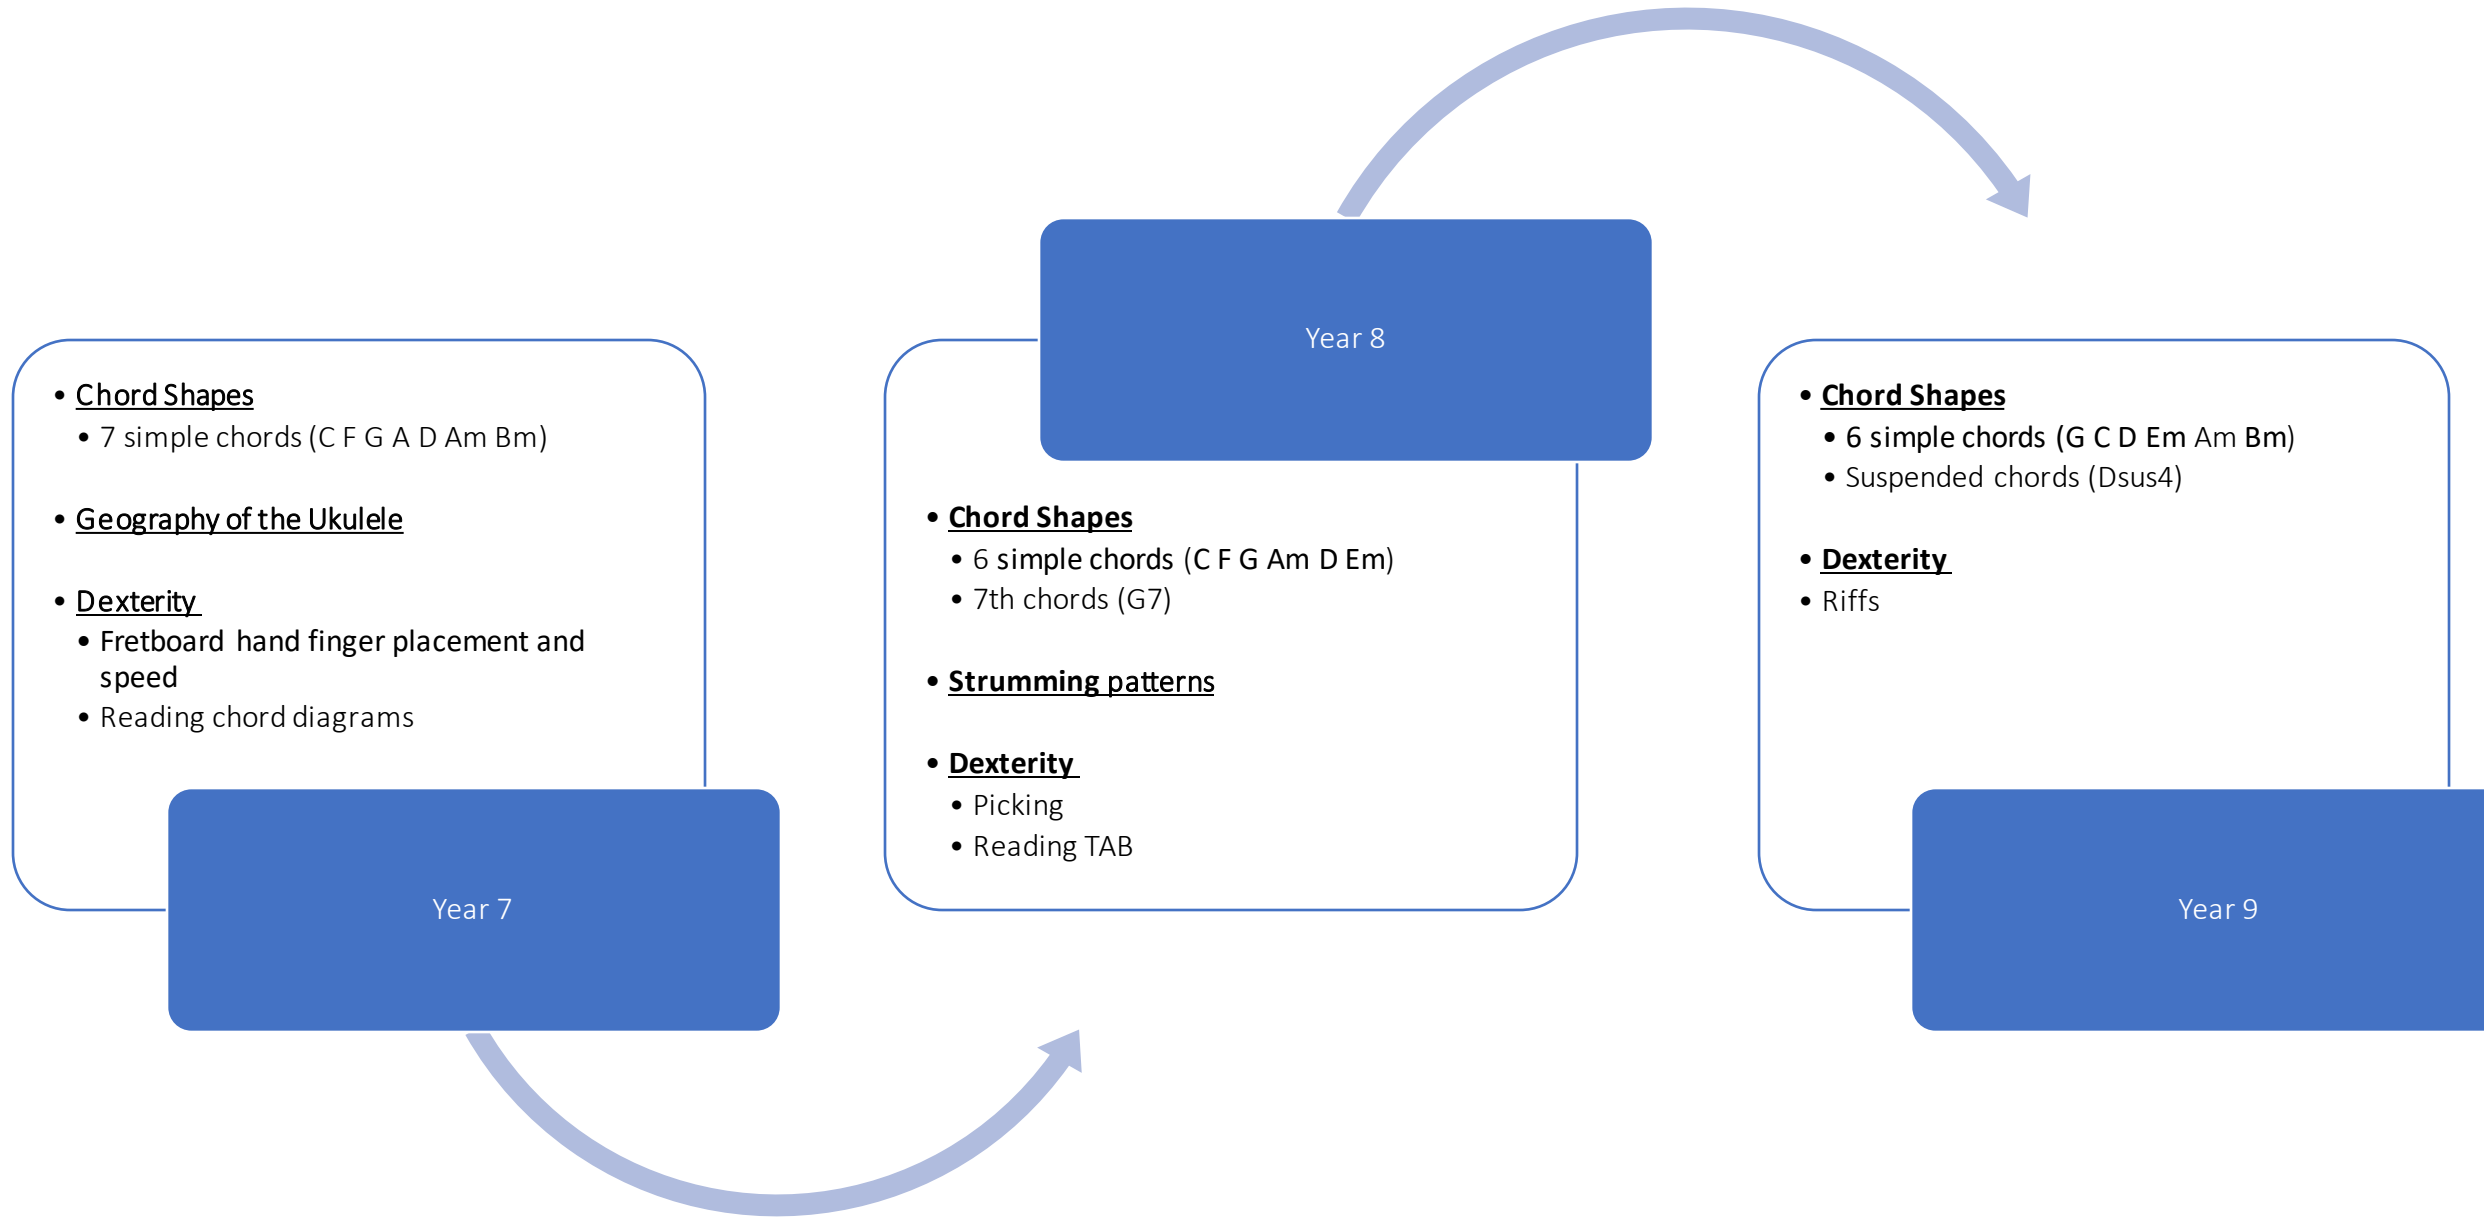 • Chord Shapes
• 7 simple chords (C F G A D Am Bm)
• Geography of the Ukulele
• Dexterity
• Fretboard hand finger placement and
speed
• Reading chord diagrams
Year 7
Year 8
• Chord Shapes
• 6 simple chords (C F G Am D Em)
• 7th chords (G7)
• Strumming patterns
• Dexterity
• Picking
• Reading TAB
• Chord Shapes
• 6 simple chords (G C D Em Am Bm)
• Suspended chords (Dsus4)
• Dexterity
• Riffs
Year 9